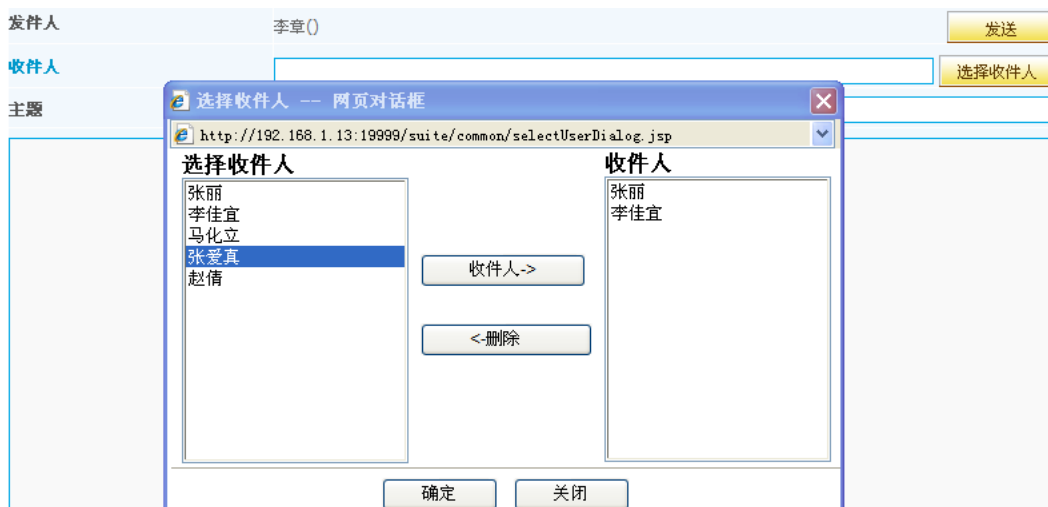 发件人
李章()
发送
收件人
选择收件人
主题
选择收件人 -- 网页对话框
http://192.168.1.13:19999/suite/common/selectUserDialog.jsp
选择收件人
收件人
张丽
李佳宜
马化立
张爱真
赵倩
收件人->
<-删除
张丽
李佳宜
确定
关闭